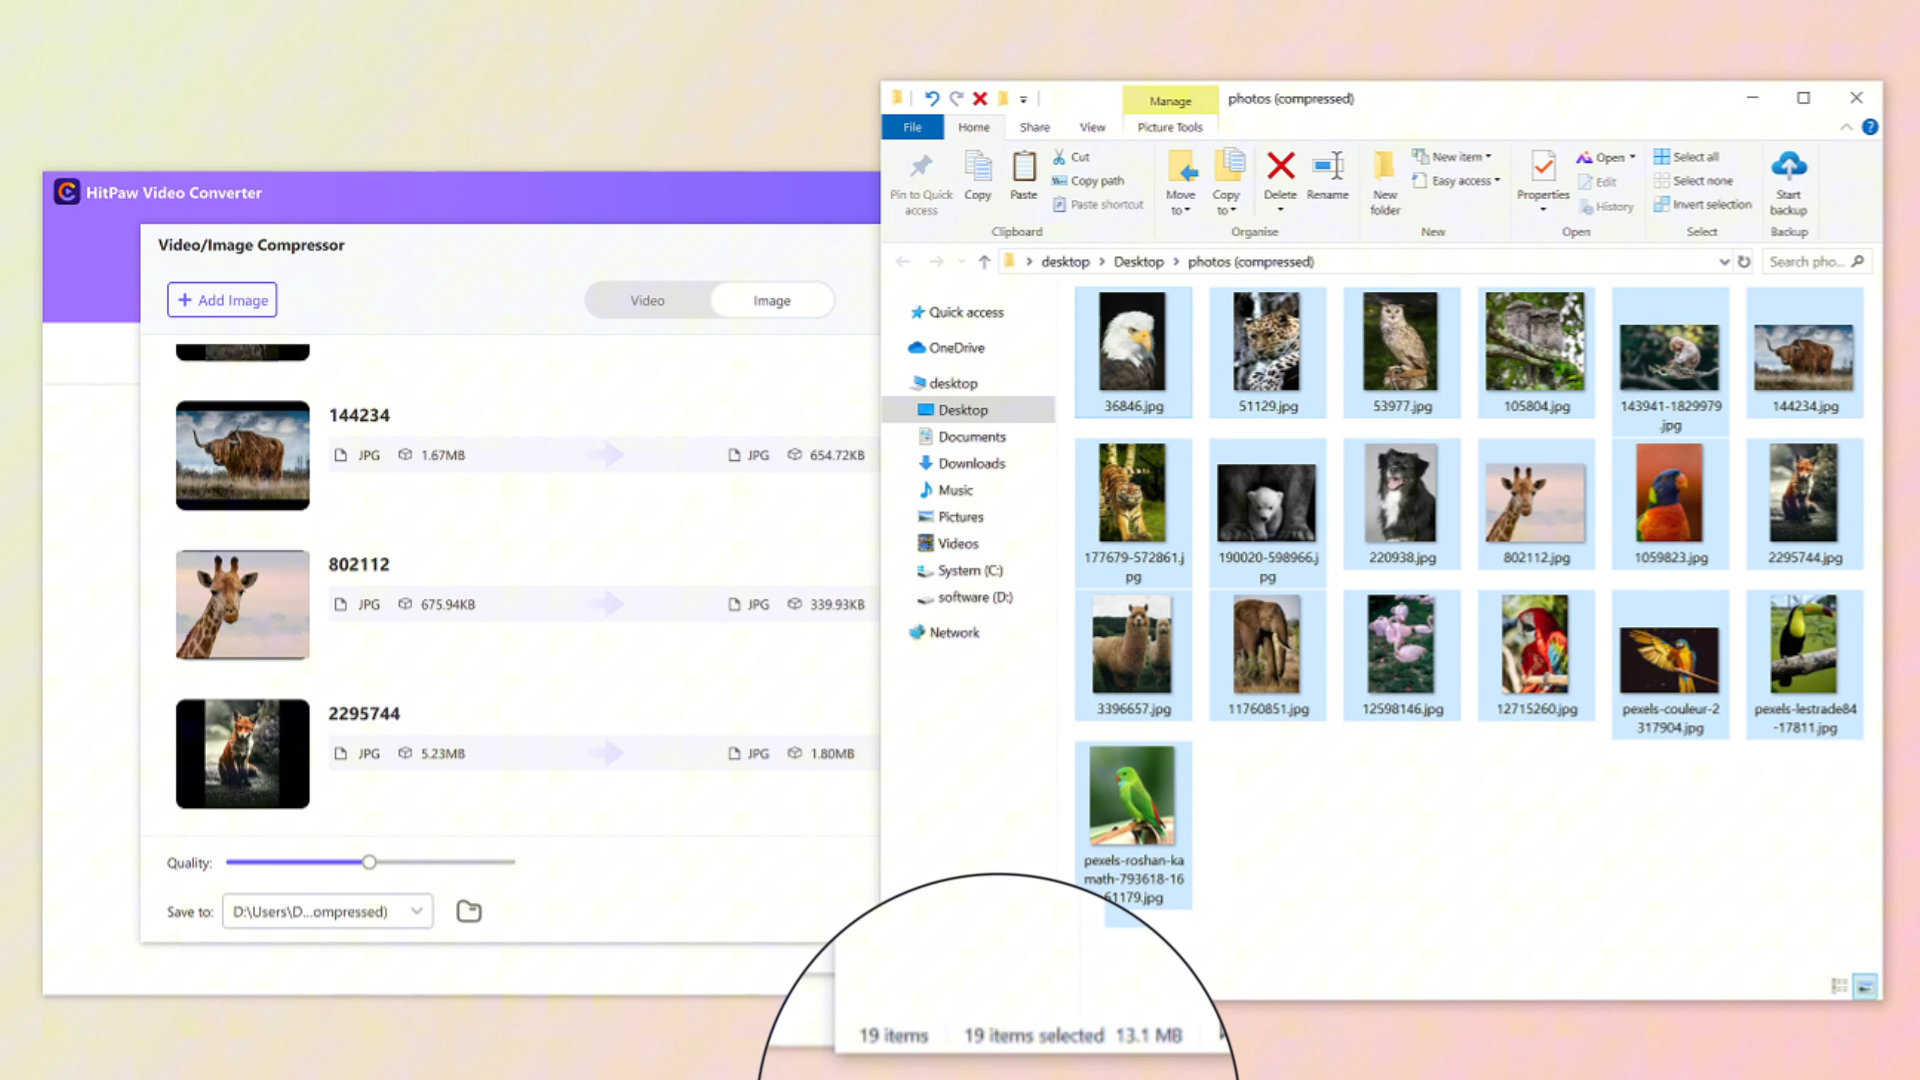 HitPaw Video Converter
Video/Image Compressor
+ Add Image
Video
Image
144234
JPG 1.67MB
JPG 654.72KB
802112
JPG 675.94KB
JPG 339.93KB
2295744
JPG 5.23MB
JPG 1.80MB
Quality:
Save to: D:\Users\D...ompressed)
Manage
photos (compressed)
File
Home
Share
View
Picture Tools
Pin to Quick
access
Copy
Paste
Cut
Copy path
Paste shortcut
Clipboard
Move
to
Copy
to
Delete
Rename
Organise
New
folder
New item
Easy access
New
Properties
Open
Edit
History
Open
Select all
Select none
Invert selection
Select
Start
backup
Backup
desktop > Desktop > photos (compressed)
Search pho...
Quick access
OneDrive
desktop
Desktop
Documents
Downloads
Music
Pictures
Videos
System (C:)
software (D:)
Network
36846.jpg
51129.jpg
53977.jpg
105804.jpg
143941-1829979
.jpg
144234.jpg
177679-572861.j
pg
190020-598966.j
pg
220938.jpg
802112.jpg
1059823.jpg
2295744.jpg
3396657.jpg
11760851.jpg
12598146.jpg
12715260.jpg
pexels-couleur-2
317904.jpg
pexels-lestrade84
-17811.jpg
pexels-roshan-ka
math-793618-16
61179.jpg
19 items
19 items selected 13.1 MB